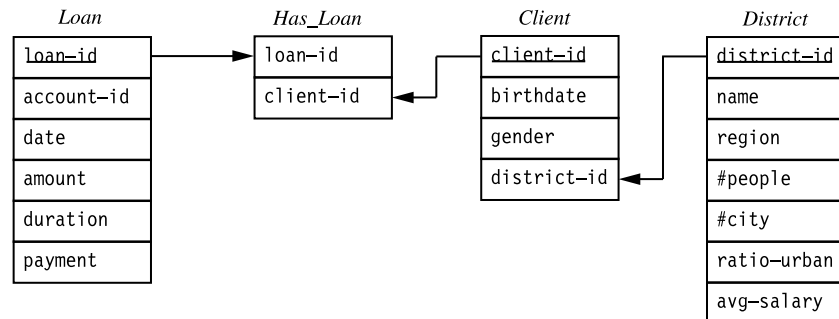 Loan
loan-id
account-id
date
amount
duration
payment
Has_Loan
loan-id
client-id
Client
client-id
birthdate
gender
district-id
District
district-id
name
region
#people
#city
ratio-urban
avg-salary